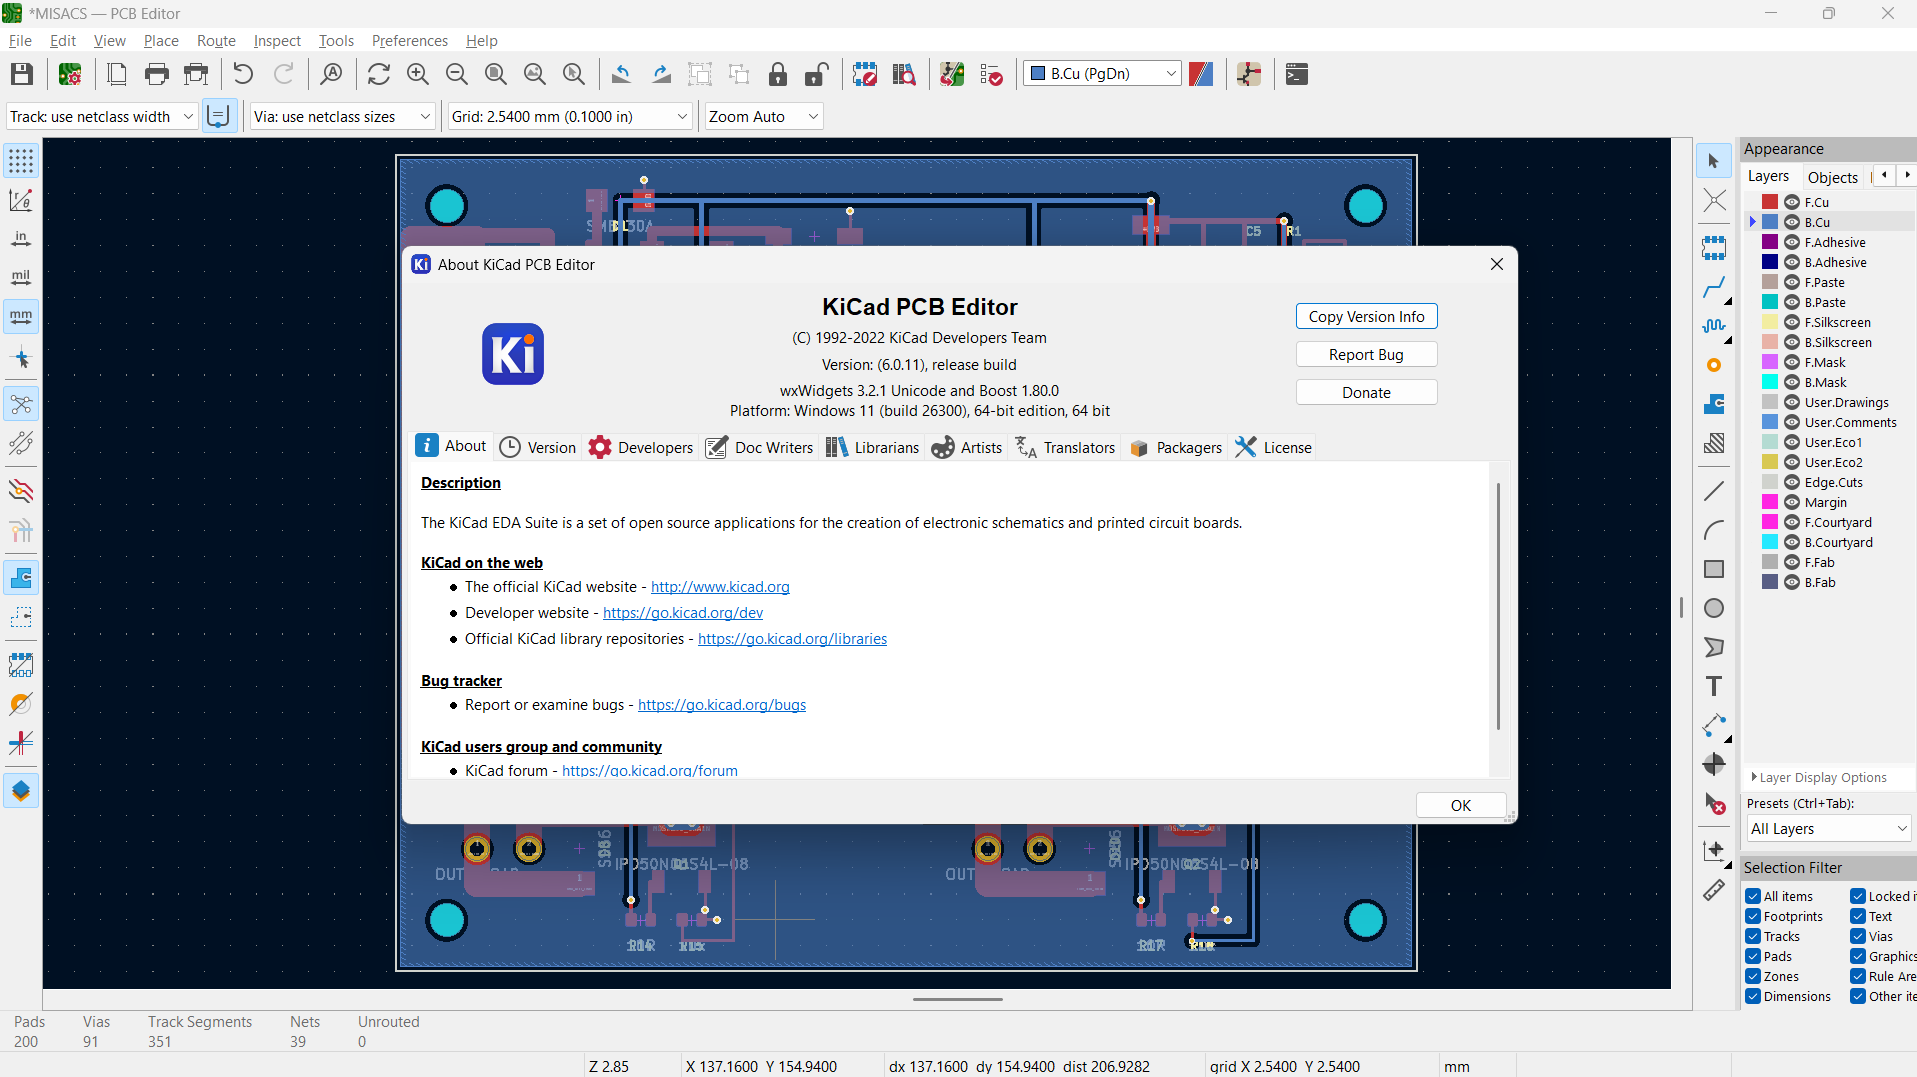 *MISACS — PCB Editor
File Edit View Place Route Inspect Tools Preferences Help
B.Cu (PgDn)
Track: use netclass width
Via: use netclass sizes
Grid: 2.5400 mm (0.1000 in)
Zoom Auto
in
mil
mm
C5
R1
About KiCad PCB Editor
Ki
KiCad PCB Editor
(C) 1992-2022 KiCad Developers Team
Version: (6.0.11), release build
wxWidgets 3.2.1 Unicode and Boost 1.80.0
Platform: Windows 11 (build 26300), 64-bit edition, 64 bit
Copy Version Info
Report Bug
Donate
About Version Developers Doc Writers Librarians Artists Translators Packagers License
Description
The KiCad EDA Suite is a set of open source applications for the creation of electronic schematics and printed circuit boards.
KiCad on the web
• The official KiCad website - http://www.kicad.org
• Developer website - https://go.kicad.org/dev
• Official KiCad library repositories - https://go.kicad.org/libraries
Bug tracker
• Report or examine bugs - https://go.kicad.org/bugs
KiCad users group and community
• KiCad forum - https://go.kicad.org/forum
OK
OUT
OUT
Appearance
Layers Objects
F.Cu
B.Cu
F.Adhesive
B.Adhesive
F.Paste
B.Paste
F.Silkscreen
B.Silkscreen
F.Mask
B.Mask
User.Drawings
User.Comments
User.Eco1
User.Eco2
Edge.Cuts
Margin
F.Courtyard
B.Courtyard
F.Fab
B.Fab
Layer Display Options
Presets (Ctrl+Tab):
All Layers
Selection Filter
All items Locked it
Footprints Text
Tracks Vias
Pads Graphics
Zones Rule Are
Dimensions Other ite
Pads Vias Track Segments Nets Unrouted
200 91 351 39 0
Z 2.85
X 137.1600 Y 154.9400
dx 137.1600 dy 154.9400 dist 206.9282
grid X 2.5400 Y 2.5400
mm